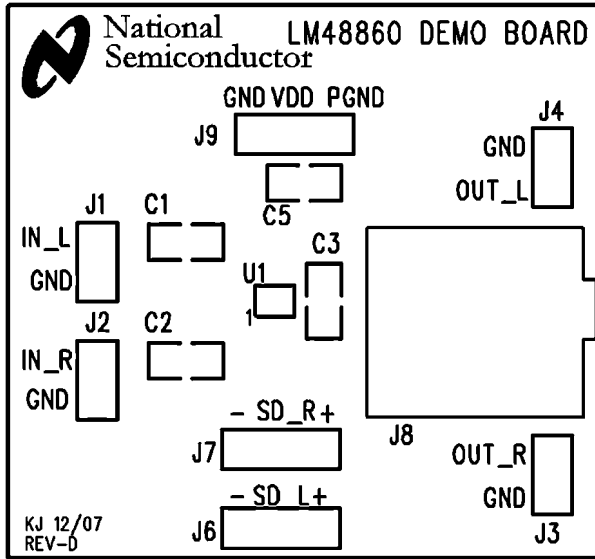 National
Semiconductor
LM48860 DEMO BOARD
GND VDD PGND
J9
J4
GND
OUT_L
C5
J1
C1
IN_L
GND
C3
U1
1
J2
C2
IN_R
GND
- SD_R+
J7
J8
OUT_R
GND
J3
- SD_L+
J6
KJ 12/07
REV-D